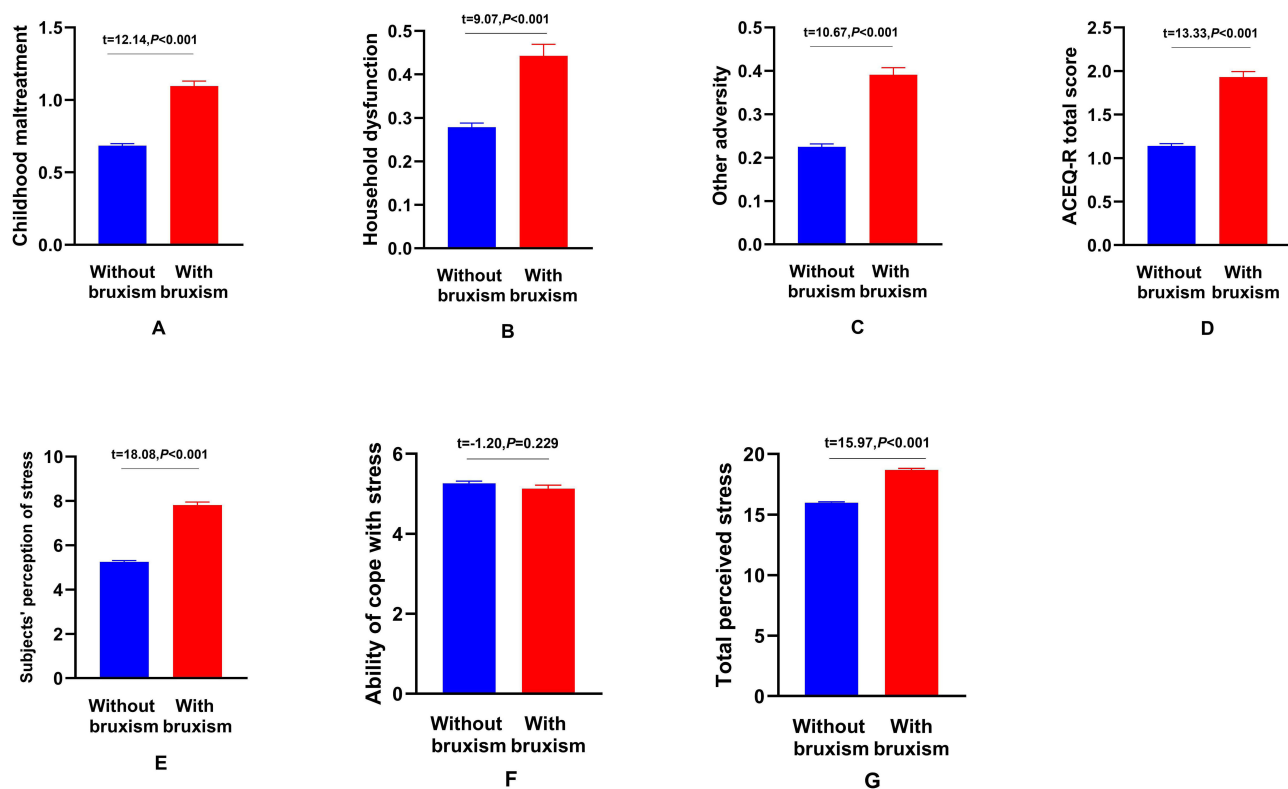 t=12.14,P<0.001
Childhood maltreatment
1.5
1.0
0.5
0.0
Without bruxism
With bruxism
A
t=9.07,P<0.001
Household dysfunction
0.5
0.4
0.3
0.2
0.1
0.0
Without bruxism
With bruxism
B
t=10.67,P<0.001
Other adversity
0.5
0.4
0.3
0.2
0.1
0.0
Without bruxism
With bruxism
C
t=13.33,P<0.001
ACEQ-R total score
2.5
2.0
1.5
1.0
0.5
0.0
Without bruxism
With bruxism
D
t=18.08,P<0.001
Subjects' perception of stress
10
8
6
4
2
0
Without bruxism
With bruxism
E
t=-1.20,P=0.229
Ability of cope with stress
6
4
2
0
Without bruxism
With bruxism
F
t=15.97,P<0.001
Total perceived stress
20
15
10
5
0
Without bruxism
With bruxism
G